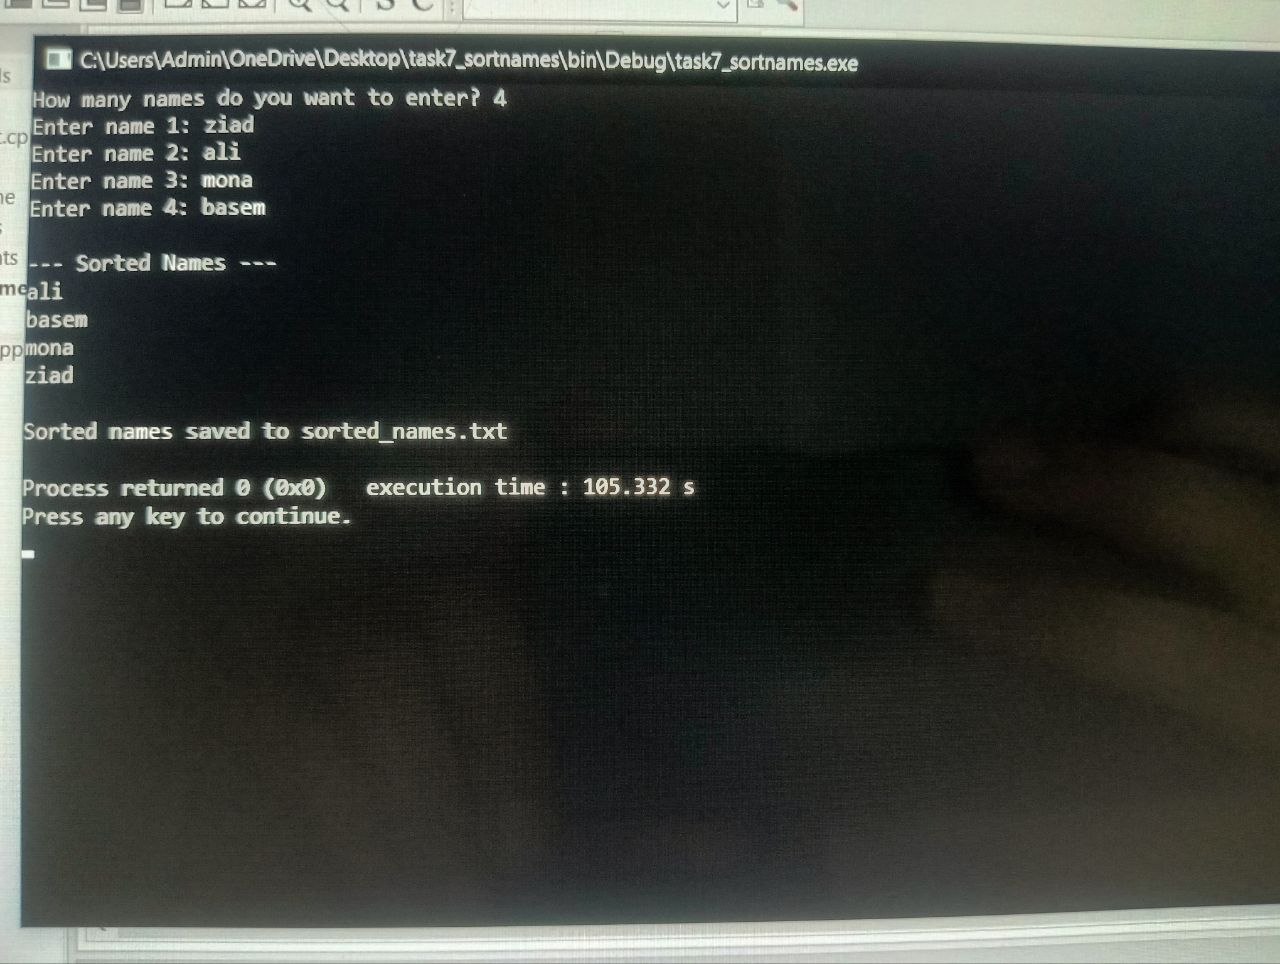 C:\Users\Admin\OneDrive\Desktop\task7_sortnames\bin\Debug\task7_sortnames.exe
How many names do you want to enter? 4
Enter name 1: ziad
Enter name 2: ali
Enter name 3: mona
Enter name 4: basem

--- Sorted Names ---
ali
basem
mona
ziad

Sorted names saved to sorted_names.txt

Process returned 0 (0x0)   execution time : 105.332 s
Press any key to continue.